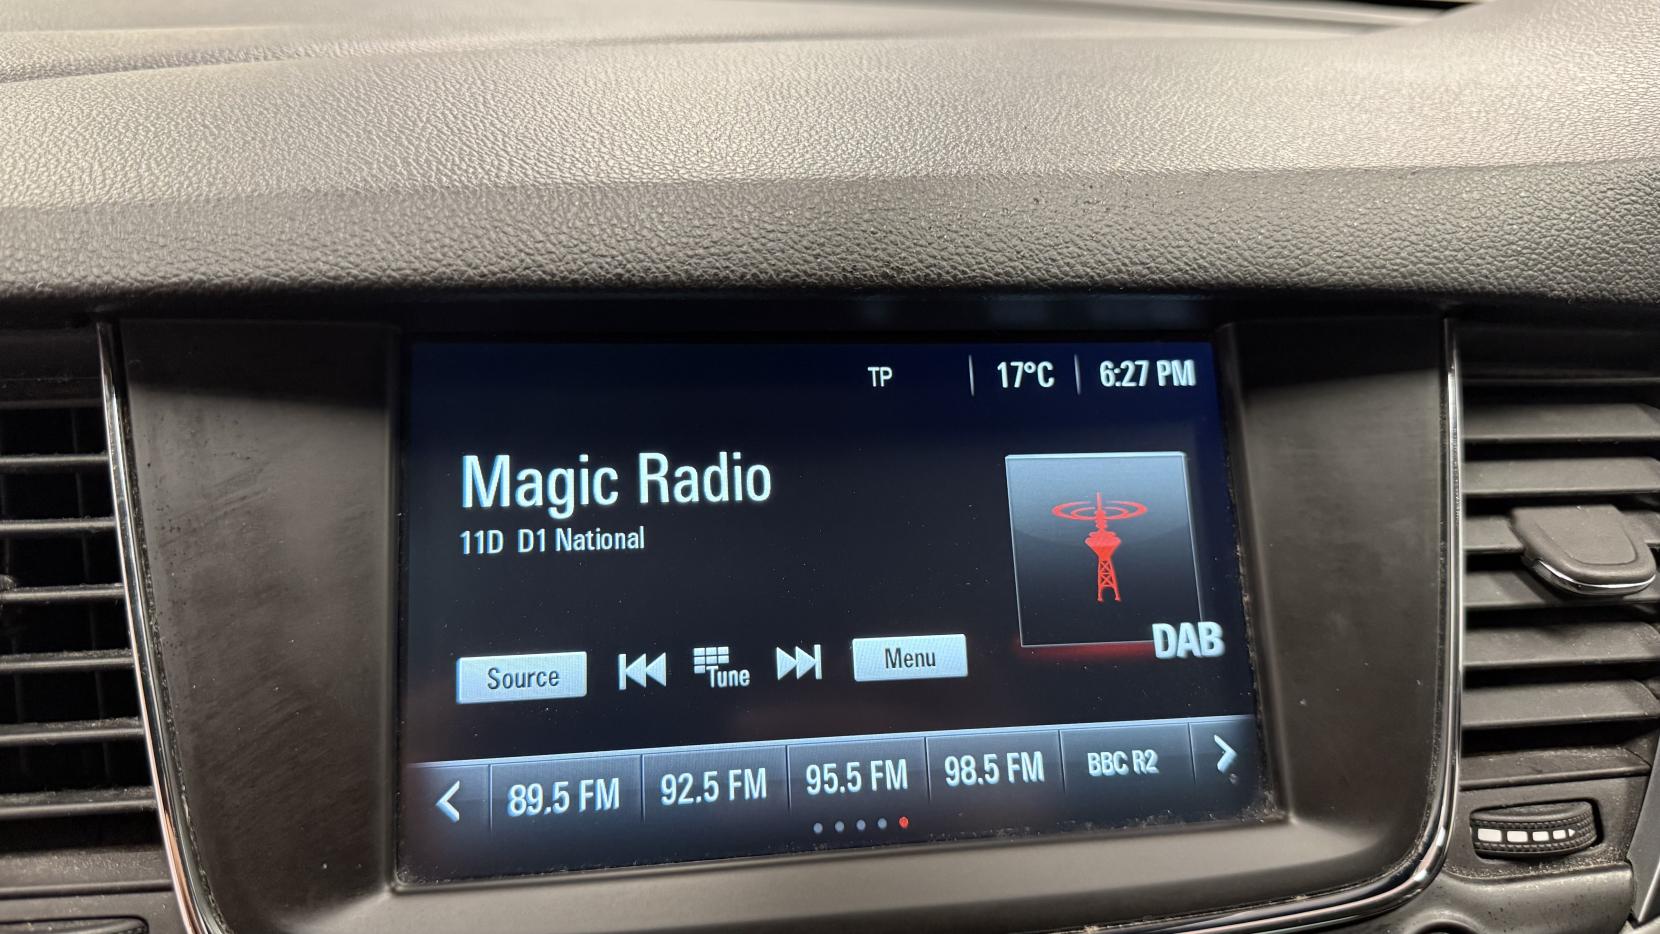 TP 17°C 6:27 PM
Magic Radio
11D D1 National
DAB
Source Tune Menu
89.5 FM 92.5 FM 95.5 FM 98.5 FM BBC R2